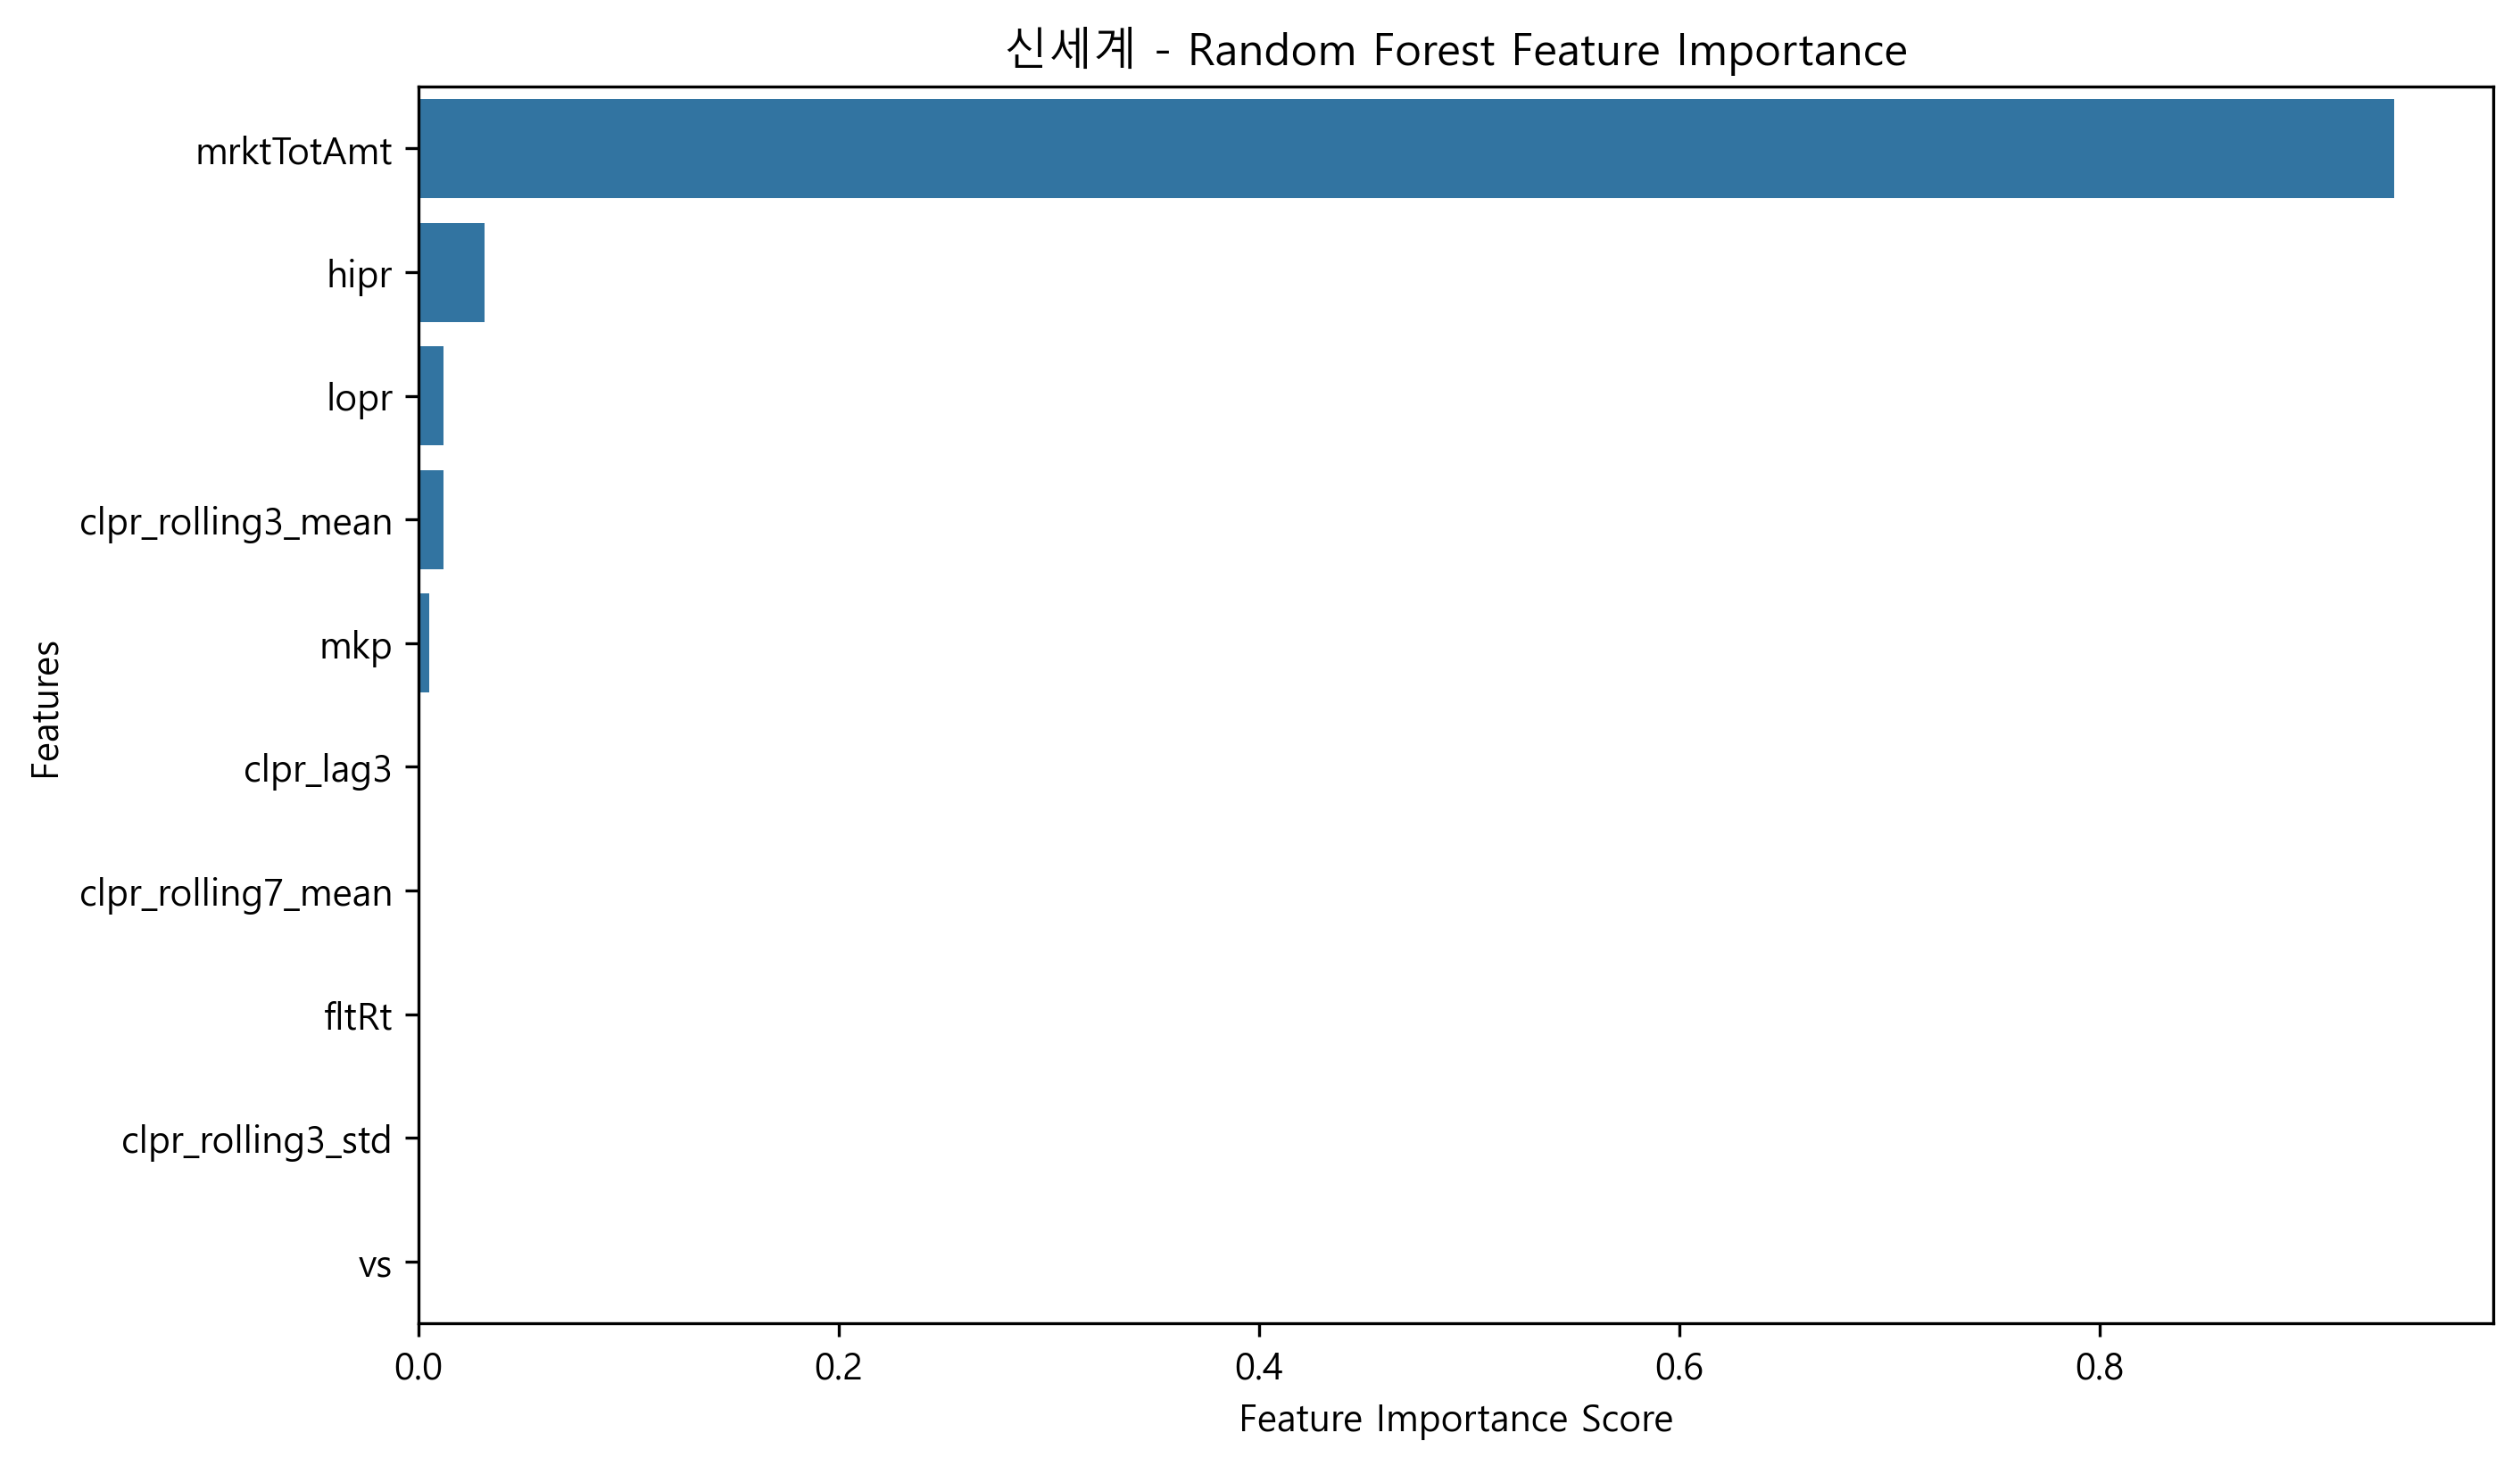 신세계 - Random Forest Feature Importance
mrktTotAmt
hipr
lopr
clpr_rolling3_mean
mkp
clpr_lag3
clpr_rolling7_mean
fltRt
clpr_rolling3_std
vs
Features
0.0 0.2 0.4 0.6 0.8
Feature Importance Score